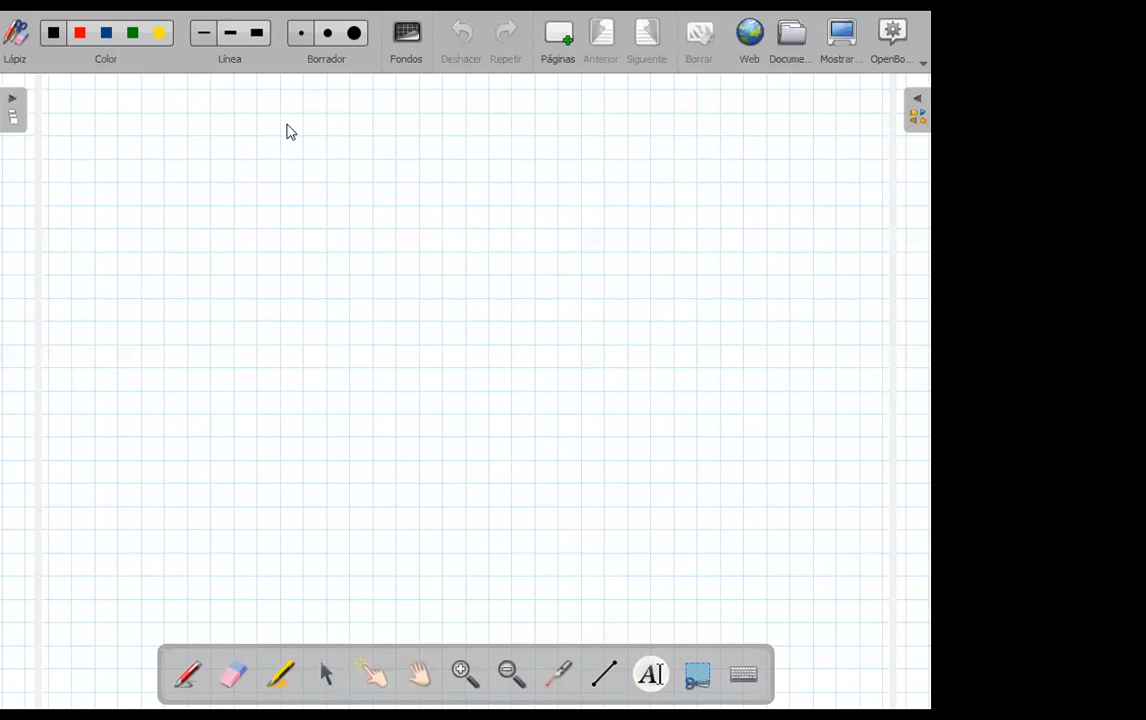 Lápiz Color Línea Borrador Fondos Deshacer Repetir Páginas Anterior Siguiente Borrar Web Docume... Mostrar... OpenBo...
A